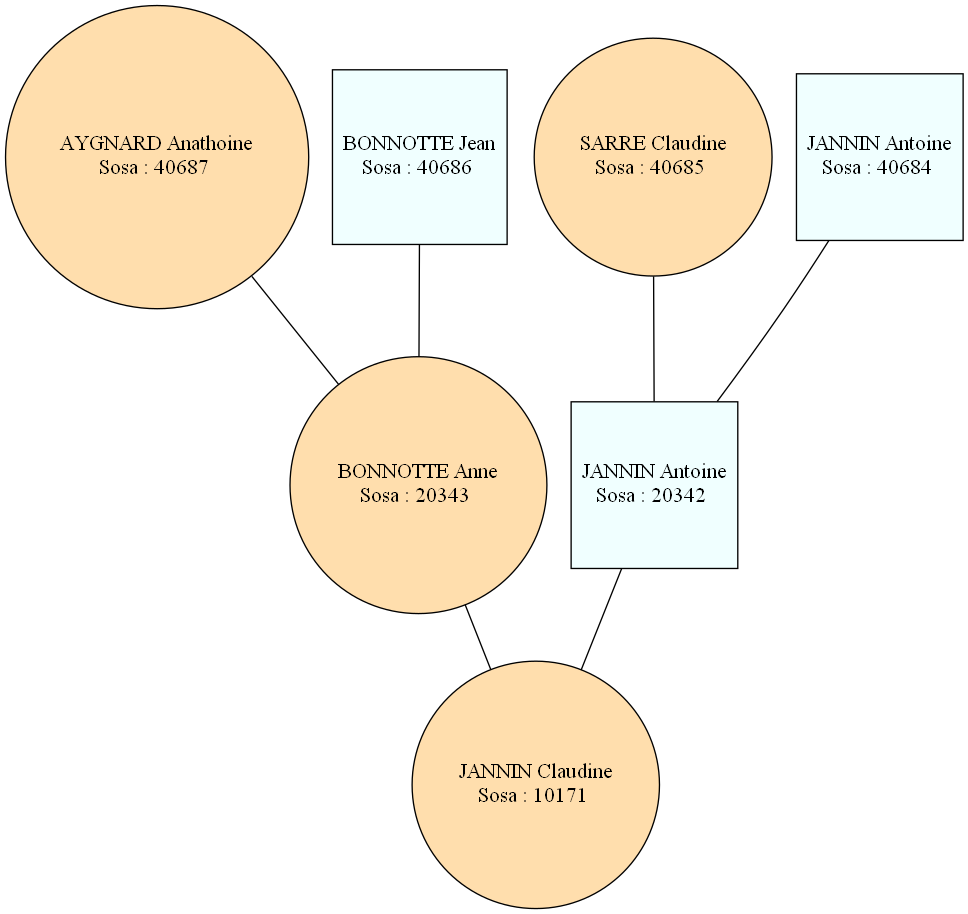 AYGNARD Anathoine
Sosa : 40687
BONNOTTE Jean
Sosa : 40686
SARRE Claudine
Sosa : 40685
JANNIN Antoine
Sosa : 40684
BONNOTTE Anne
Sosa : 20343
JANNIN Antoine
Sosa : 20342
JANNIN Claudine
Sosa : 10171